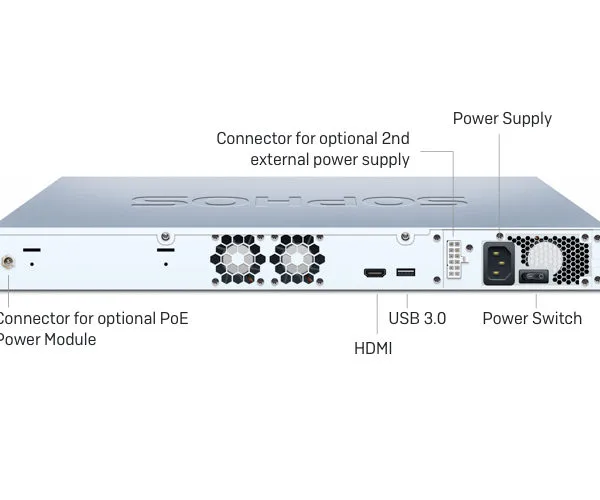 Power Supply
Connector for optional 2nd
external power supply
SOPHOS
Connector for optional PoE
Power Module
USB 3.0
HDMI
Power Switch